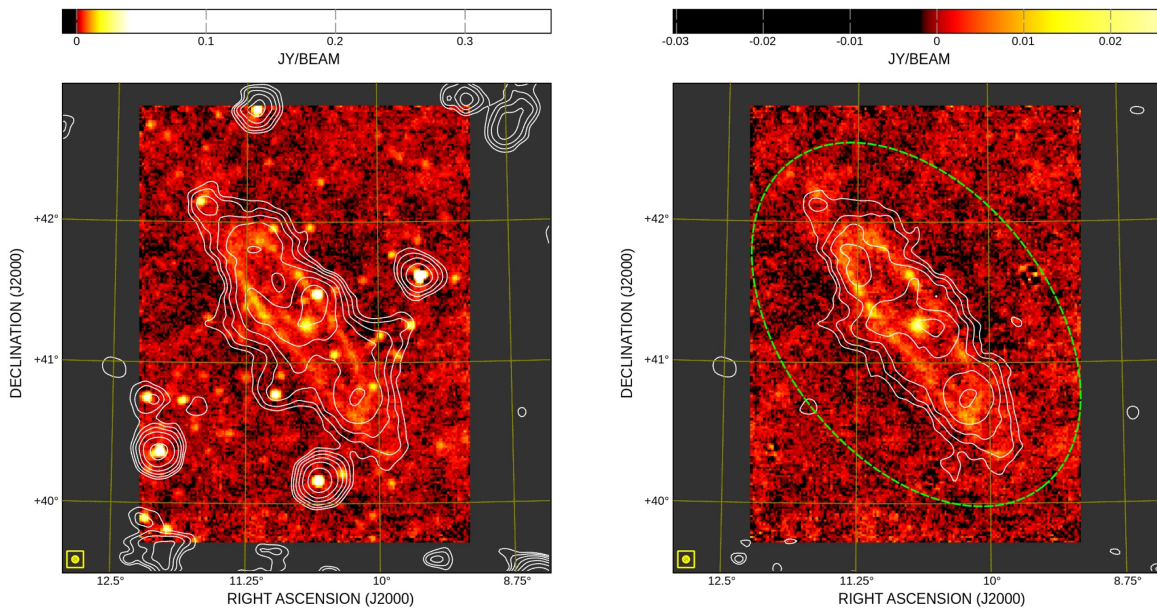 0 0.1 0.2 0.3
JY/BEAM
+42°
+41°
+40°
DECLINATION (J2000)
12.5° 11.25° 10° 8.75°
RIGHT ASCENSION (J2000)
-0.03 -0.02 -0.01 0 0.01 0.02
JY/BEAM
+42°
+41°
+40°
DECLINATION (J2000)
12.5° 11.25° 10° 8.75°
RIGHT ASCENSION (J2000)